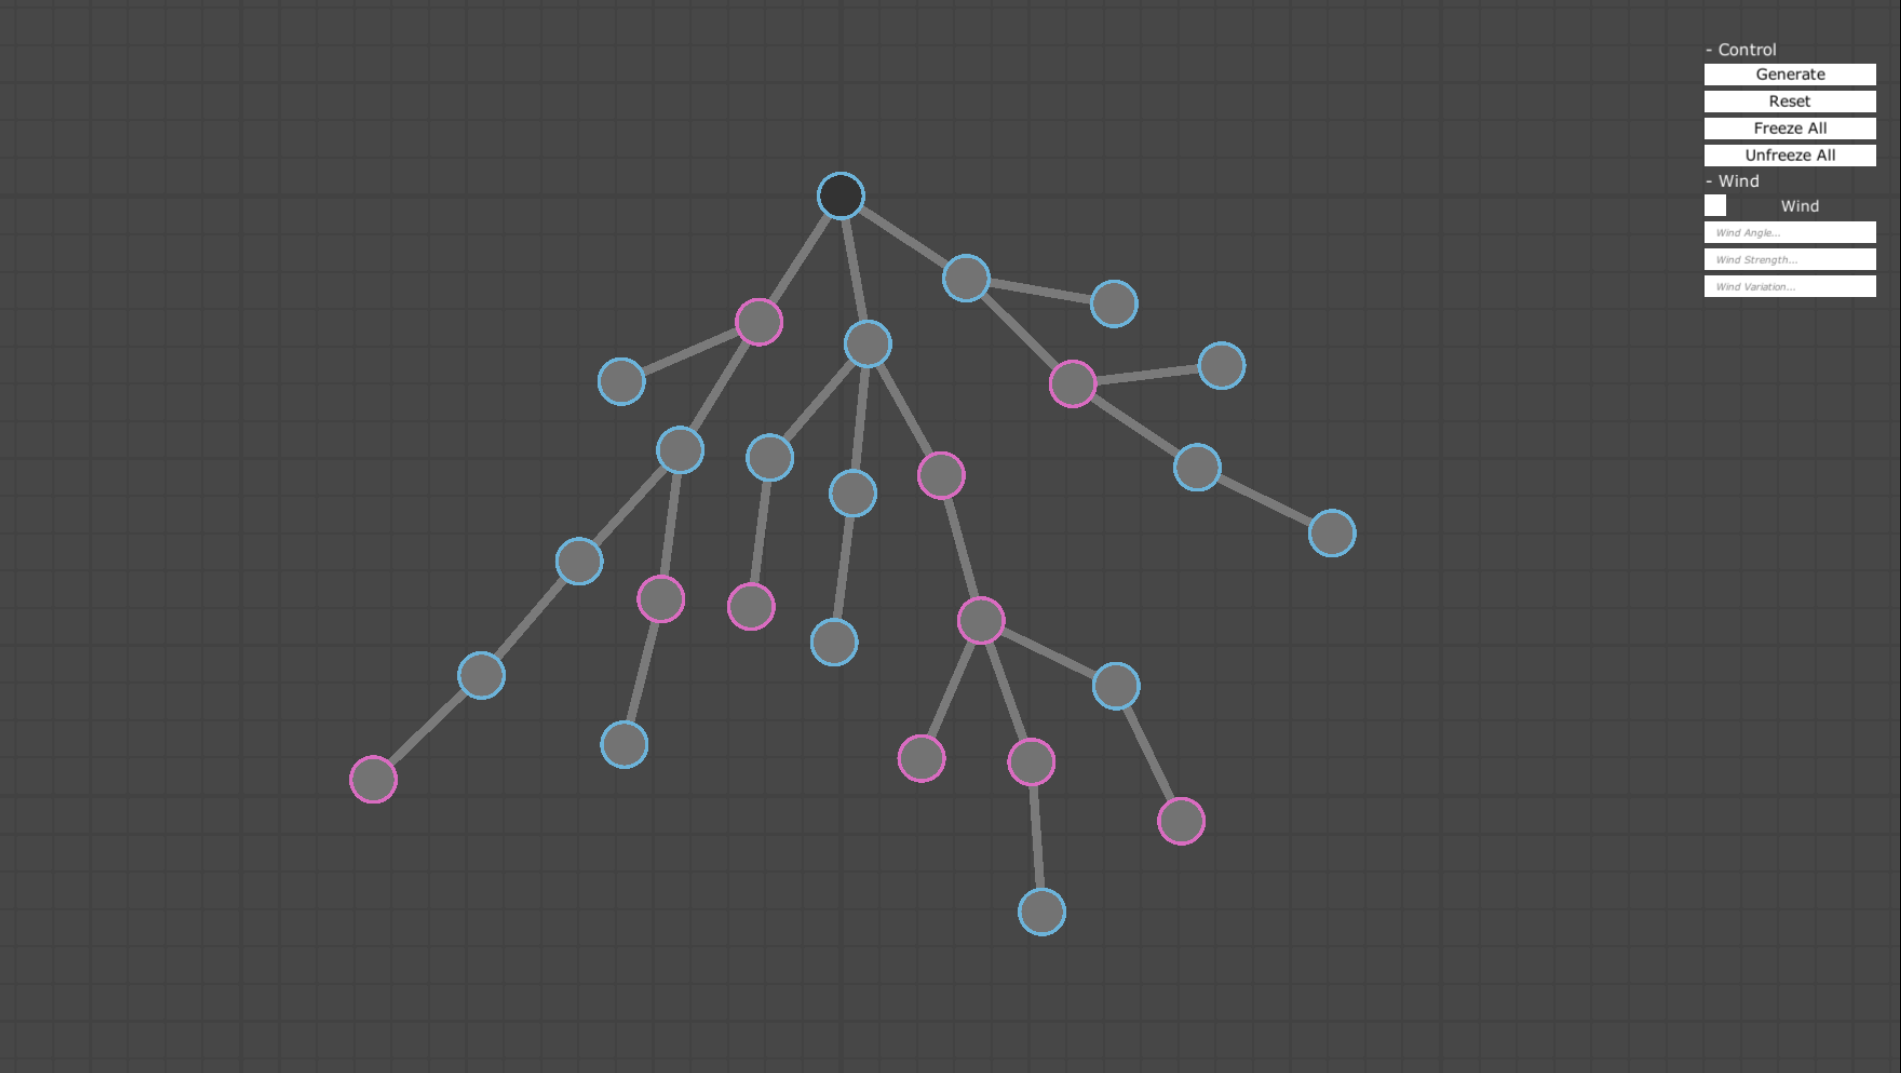 - Control
Generate
Reset
Freeze All
Unfreeze All
- Wind
Wind
Wind Angle...
Wind Strength...
Wind Variation...